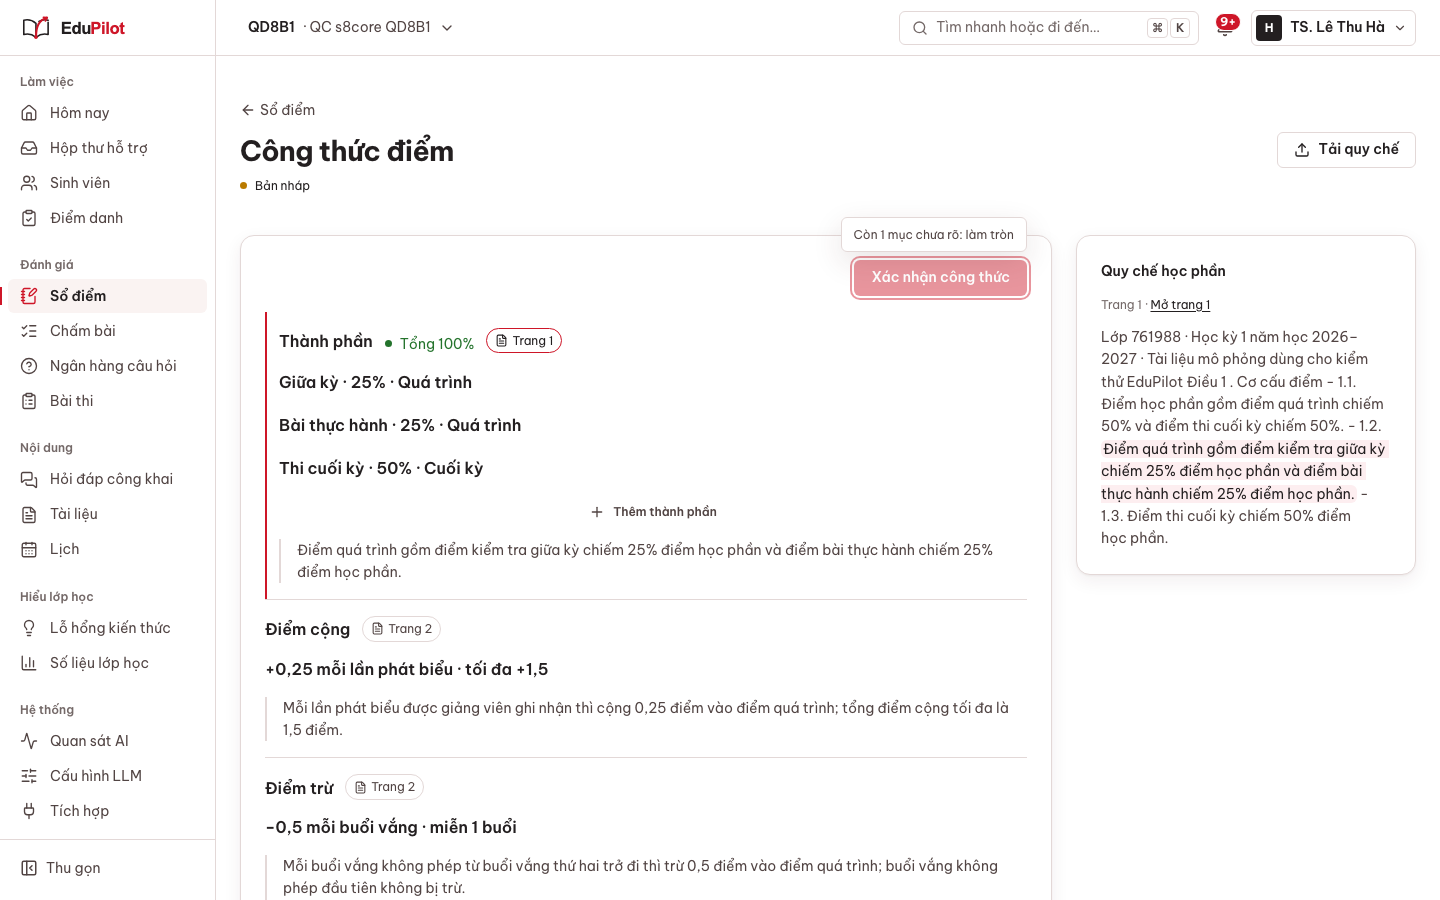 EduPilot
QD8B1 · QC s8core QD8B1
Tìm nhanh hoặc đi đến...
⌘ K
9+
H
TS. Lê Thu Hà
Làm việc
Hôm nay
Hộp thư hỗ trợ
Sinh viên
Điểm danh
Đánh giá
Sổ điểm
Chấm bài
Ngân hàng câu hỏi
Bài thi
Nội dung
Hỏi đáp công khai
Tài liệu
Lịch
Hiểu lớp học
Lỗ hổng kiến thức
Số liệu lớp học
Hệ thống
Quan sát AI
Cấu hình LLM
Tích hợp
Thu gọn
Sổ điểm
Công thức điểm
Bản nháp
Tải quy chế
Còn 1 mục chưa rõ: làm tròn
Xác nhận công thức
Thành phần
Tổng 100%
Trang 1
Giữa kỳ · 25% · Quá trình
Bài thực hành · 25% · Quá trình
Thi cuối kỳ · 50% · Cuối kỳ
Thêm thành phần
Điểm quá trình gồm điểm kiểm tra giữa kỳ chiếm 25% điểm học phần và điểm bài thực hành chiếm 25%
điểm học phần.
Điểm cộng
Trang 2
+0,25 mỗi lần phát biểu · tối đa +1,5
Mỗi lần phát biểu được giảng viên ghi nhận thì cộng 0,25 điểm vào điểm quá trình; tổng điểm cộng tối đa là
1,5 điểm.
Điểm trừ
Trang 2
−0,5 mỗi buổi vắng · miễn 1 buổi
Mỗi buổi vắng không phép từ buổi vắng thứ hai trở đi thì trừ 0,5 điểm vào điểm quá trình; buổi vắng không
phép đầu tiên không bị trừ.
Quy chế học phần
Trang 1 · Mở trang 1
Lớp 761988 · Học kỳ 1 năm học 2026–
2027 · Tài liệu mô phỏng dùng cho kiểm
thử EduPilot Điều 1 . Cơ cấu điểm - 1.1.
Điểm học phần gồm điểm quá trình chiếm
50% và điểm thi cuối kỳ chiếm 50%. - 1.2.
Điểm quá trình gồm điểm kiểm tra giữa kỳ
chiếm 25% điểm học phần và điểm bài
thực hành chiếm 25% điểm học phần. -
1.3. Điểm thi cuối kỳ chiếm 50% điểm
học phần.